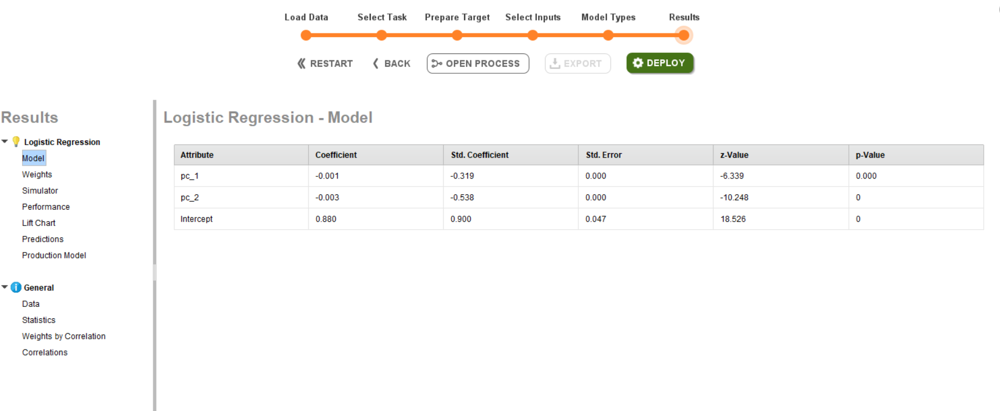 Load Data Select Task Prepare Target Select Inputs Model Types Results
RESTART BACK OPEN PROCESS EXPORT DEPLOY
Results
Logistic Regression
Model
Weights
Simulator
Performance
Lift Chart
Predictions
Production Model
General
Data
Statistics
Weights by Correlation
Correlations
Logistic Regression - Model
Attribute Coefficient Std. Coefficient Std. Error z-Value p-Value
pc_1 -0.001 -0.319 0.000 -6.339 0.000
pc_2 -0.003 -0.538 0.000 -10.248 0
Intercept 0.880 0.900 0.047 18.526 0